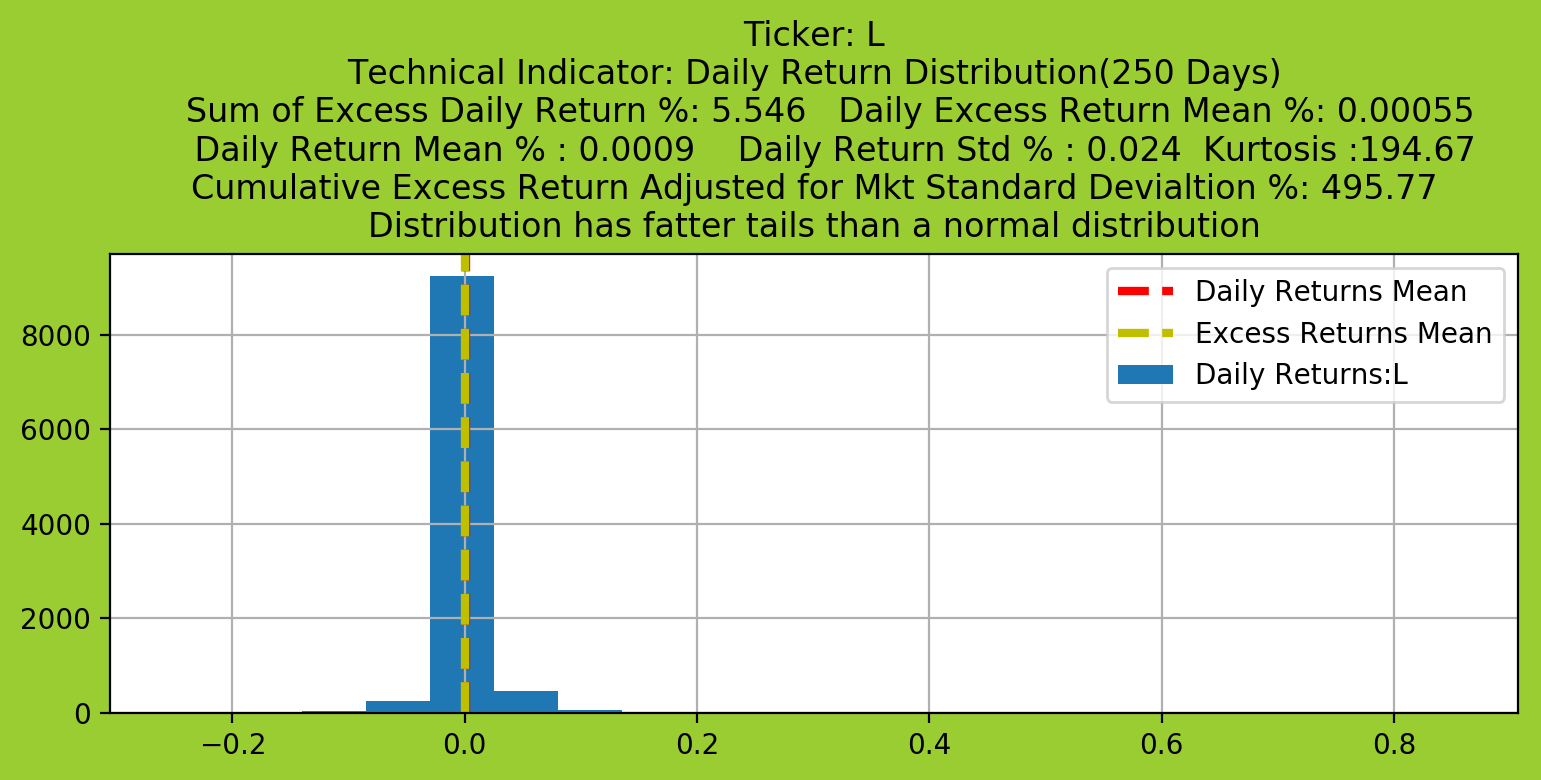 Ticker: L
Technical Indicator: Daily Return Distribution(250 Days)
Sum of Excess Daily Return %: 5.546   Daily Excess Return Mean %: 0.00055
Daily Return Mean % : 0.0009    Daily Return Std % : 0.024  Kurtosis :194.67
Cumulative Excess Return Adjusted for Mkt Standard Devialtion %: 495.77
Distribution has fatter tails than a normal distribution
Daily Returns Mean
Excess Returns Mean
Daily Returns:L
8000
6000
4000
2000
0
−0.2 0.0 0.2 0.4 0.6 0.8